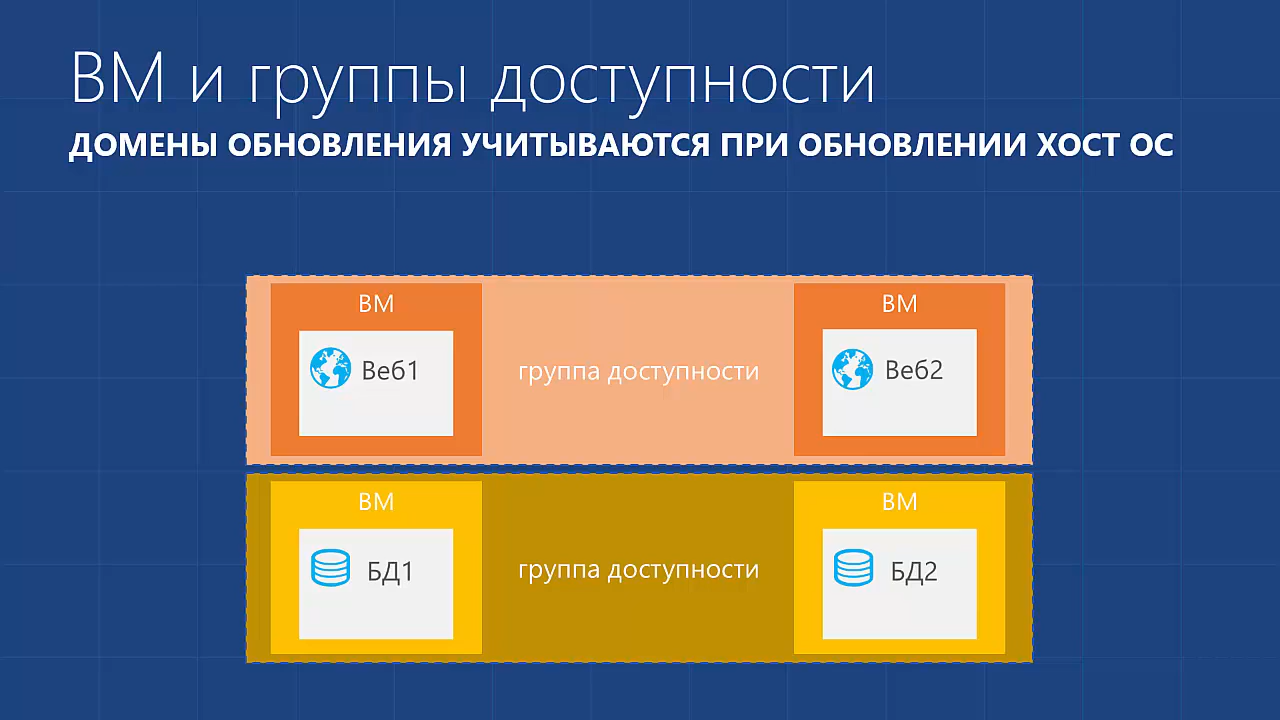 ВМ и группы доступности
ДОМЕНЫ ОБНОВЛЕНИЯ УЧИТЫВАЮТСЯ ПРИ ОБНОВЛЕНИИ ХОСТ ОС
ВМ
ВМ
Веб1
группа доступности
Веб2
ВМ
ВМ
БД1
группа доступности
БД2